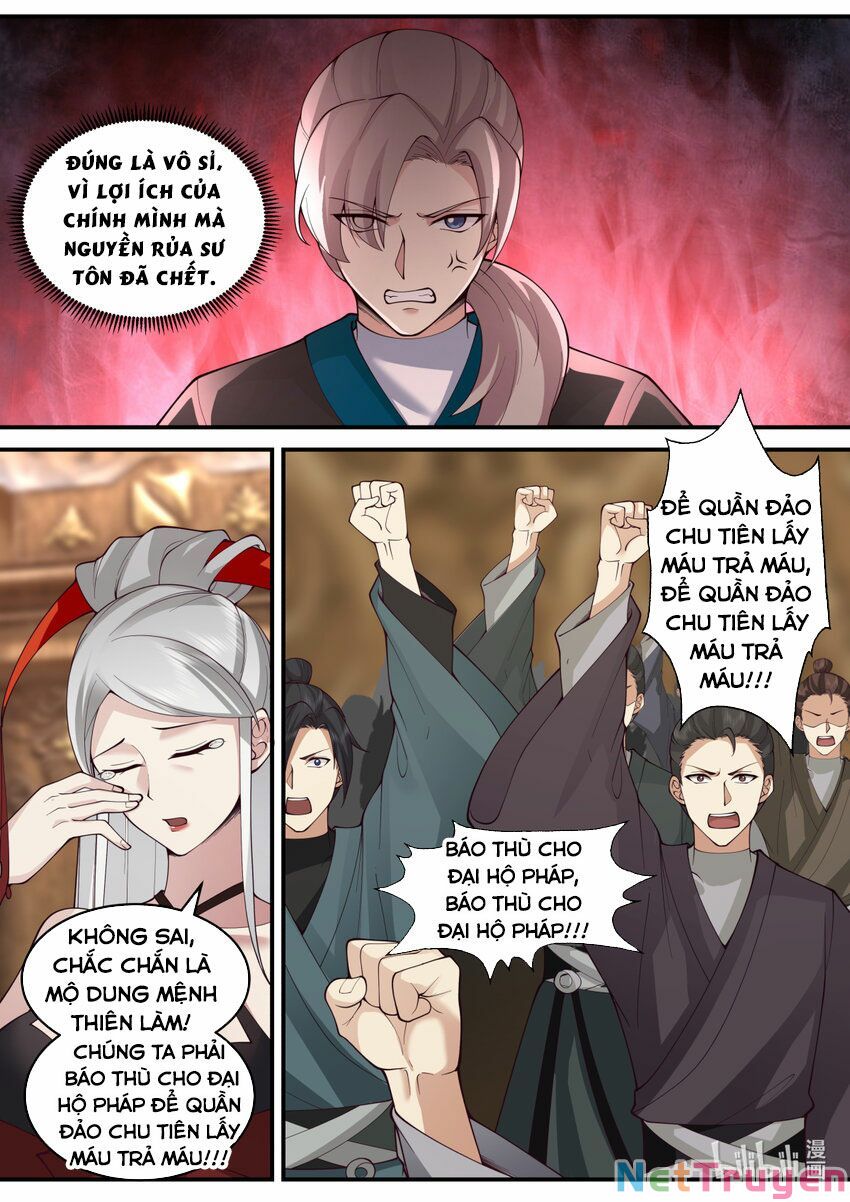 ĐÚNG LÀ VÔ SỈ,
VÌ LỢI ÍCH CỦA
CHÍNH MÌNH MÀ
NGUYỀN RỦA SƯ
TÔN ĐÃ CHẾT.
ĐỂ QUẦN ĐẢO
CHU TIÊN LẤY
MÁU TRẢ MÁU,
ĐỂ QUẦN ĐẢO
CHU TIÊN LẤY
MÁU TRẢ
MÁU!!!
BÁO THÙ CHO
ĐẠI HỘ PHÁP,
BÁO THÙ CHO
ĐẠI HỘ PHÁP!!!
KHÔNG SAI,
CHẮC CHẮN LÀ
MỘ DUNG MỆNH
THIÊN LÀM!
CHÚNG TA PHẢI
BÁO THÙ CHO ĐẠI
HỘ PHÁP ĐỂ QUẦN
ĐẢO CHU TIÊN LẤY
MÁU TRẢ MÁU!!!
漫画
NetTruyen